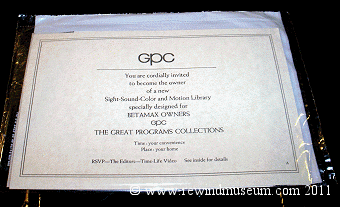 gpc
You are cordially invited
to become the owner
of a new
Sight-Sound-Color and Motion Library
specially designed for
BETAMAX OWNERS
gpc
THE GREAT PROGRAMS COLLECTIONS
Time: your convenience
Place: your home
RSVP—The Editors—Time-Life Video See inside for details
www.rewindmuseum.com 2011